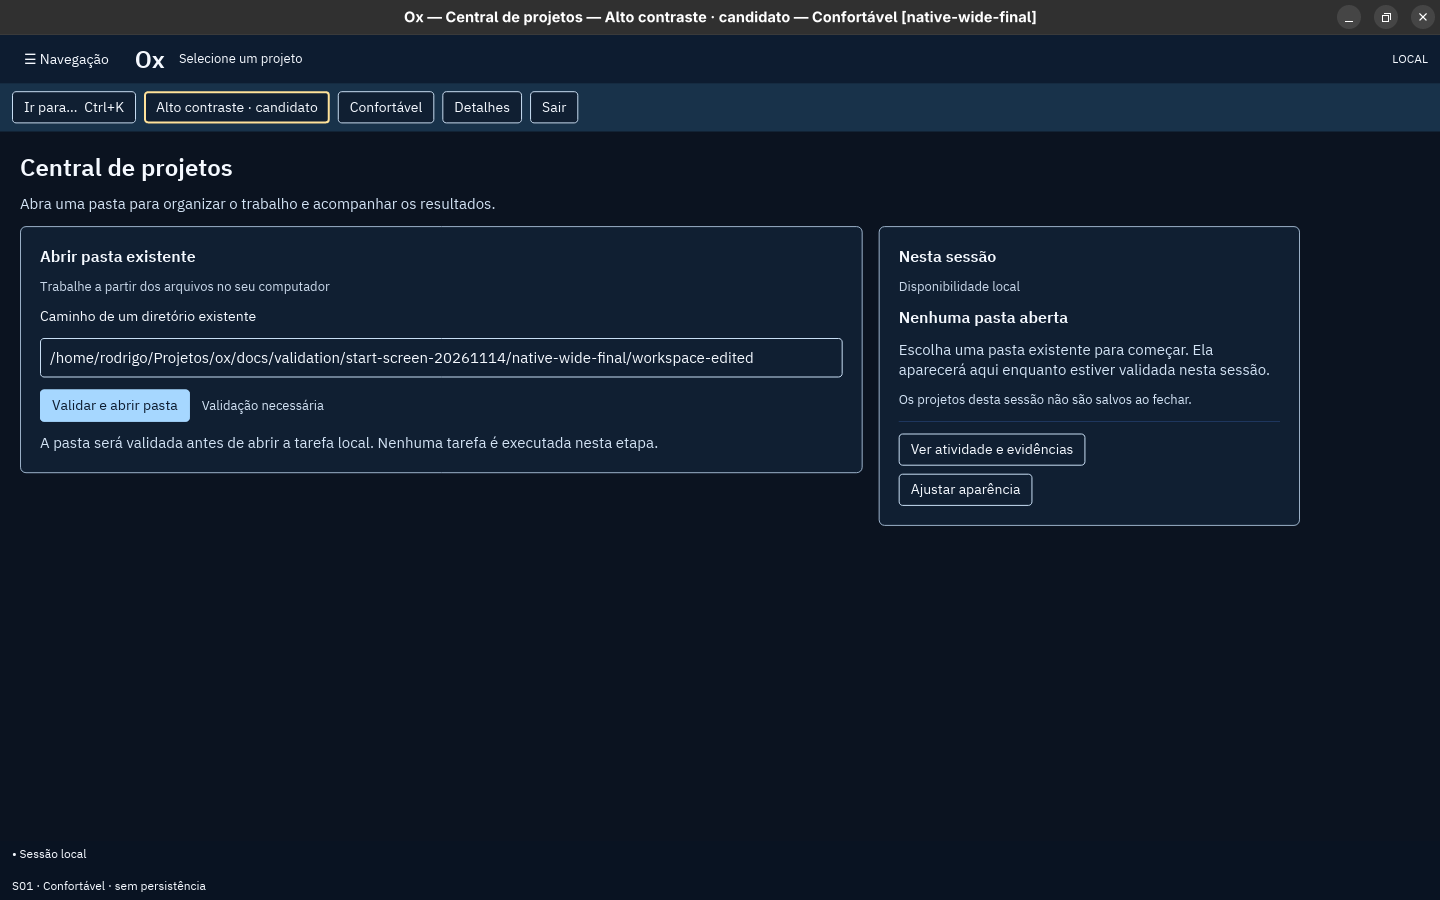 Ox — Central de projetos — Alto contraste · candidato — Confortável [native-wide-final]
☰ Navegação Ox Selecione um projeto LOCAL
Ir para... Ctrl+K Alto contraste · candidato Confortável Detalhes Sair
Central de projetos
Abra uma pasta para organizar o trabalho e acompanhar os resultados.
Abrir pasta existente
Trabalhe a partir dos arquivos no seu computador
Caminho de um diretório existente
/home/rodrigo/Projetos/ox/docs/validation/start-screen-20261114/native-wide-final/workspace-edited
Validar e abrir pasta Validação necessária
A pasta será validada antes de abrir a tarefa local. Nenhuma tarefa é executada nesta etapa.
Nesta sessão
Disponibilidade local
Nenhuma pasta aberta
Escolha uma pasta existente para começar. Ela
aparecerá aqui enquanto estiver validada nesta sessão.
Os projetos desta sessão não são salvos ao fechar.
Ver atividade e evidências
Ajustar aparência
• Sessão local
S01 · Confortável · sem persistência